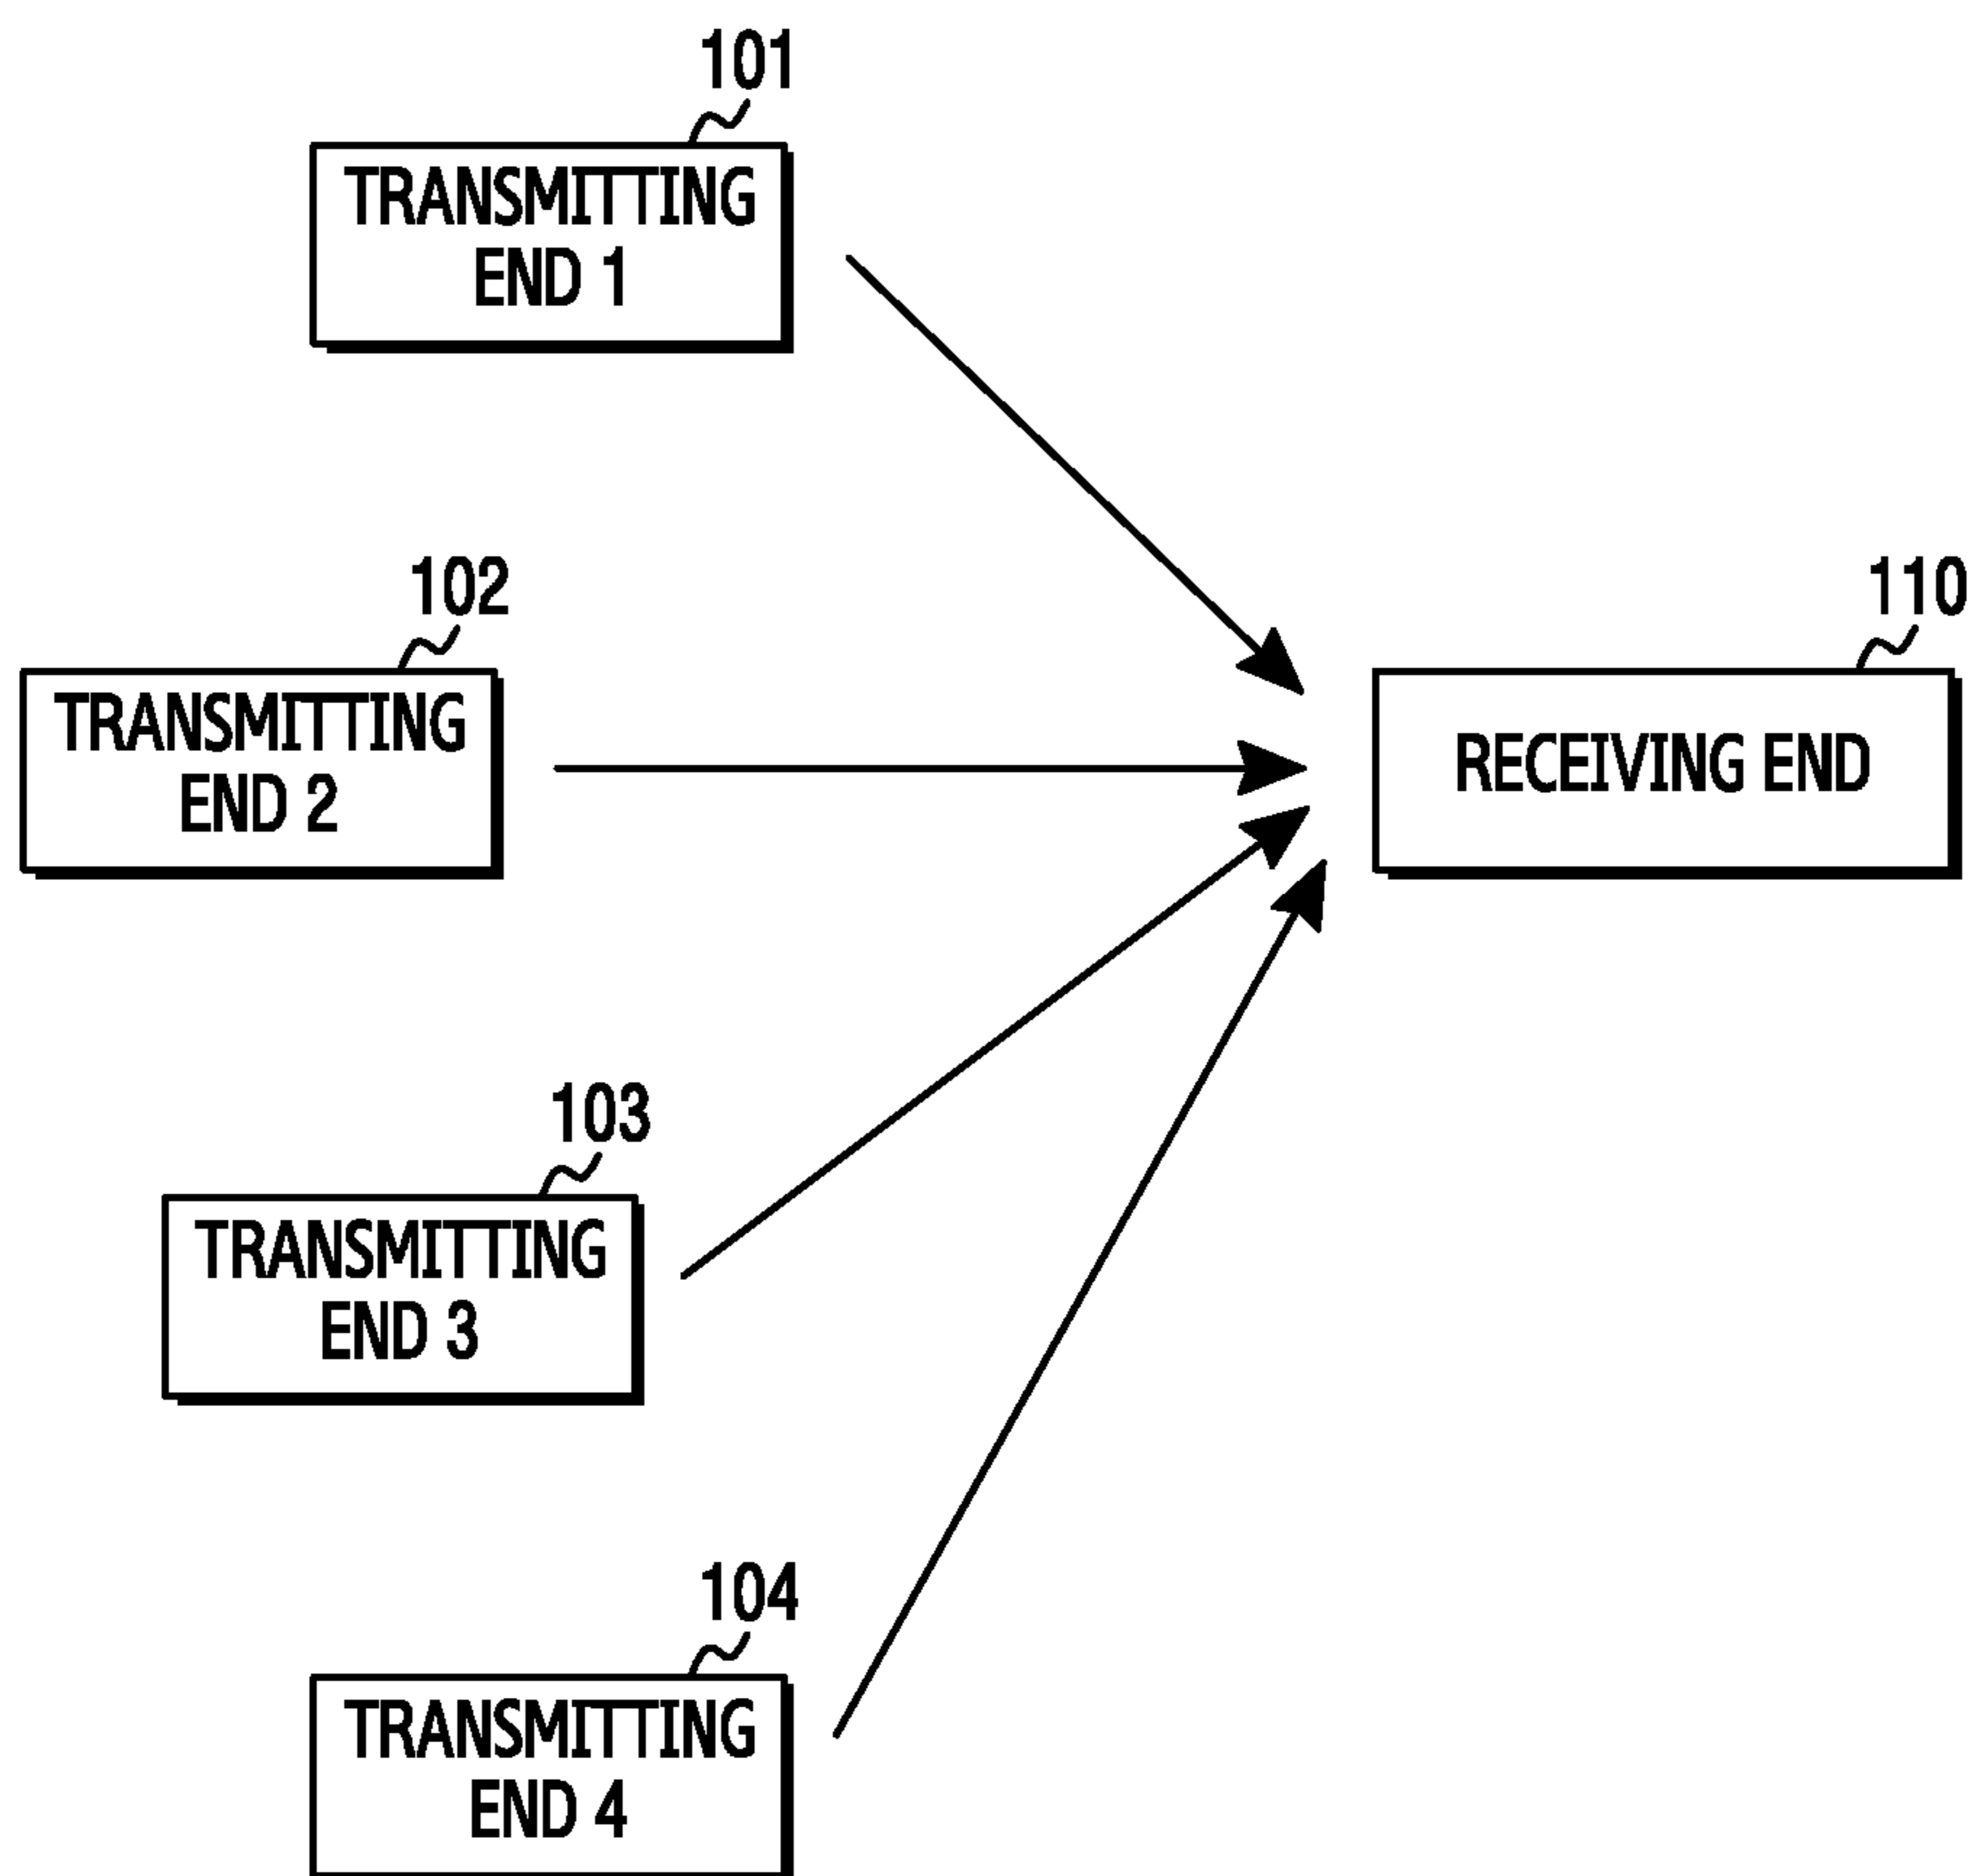 101
TRANSMITTING
END 1
102
TRANSMITTING
END 2
110
RECEIVING END
103
TRANSMITTING
END 3
104
TRANSMITTING
END 4